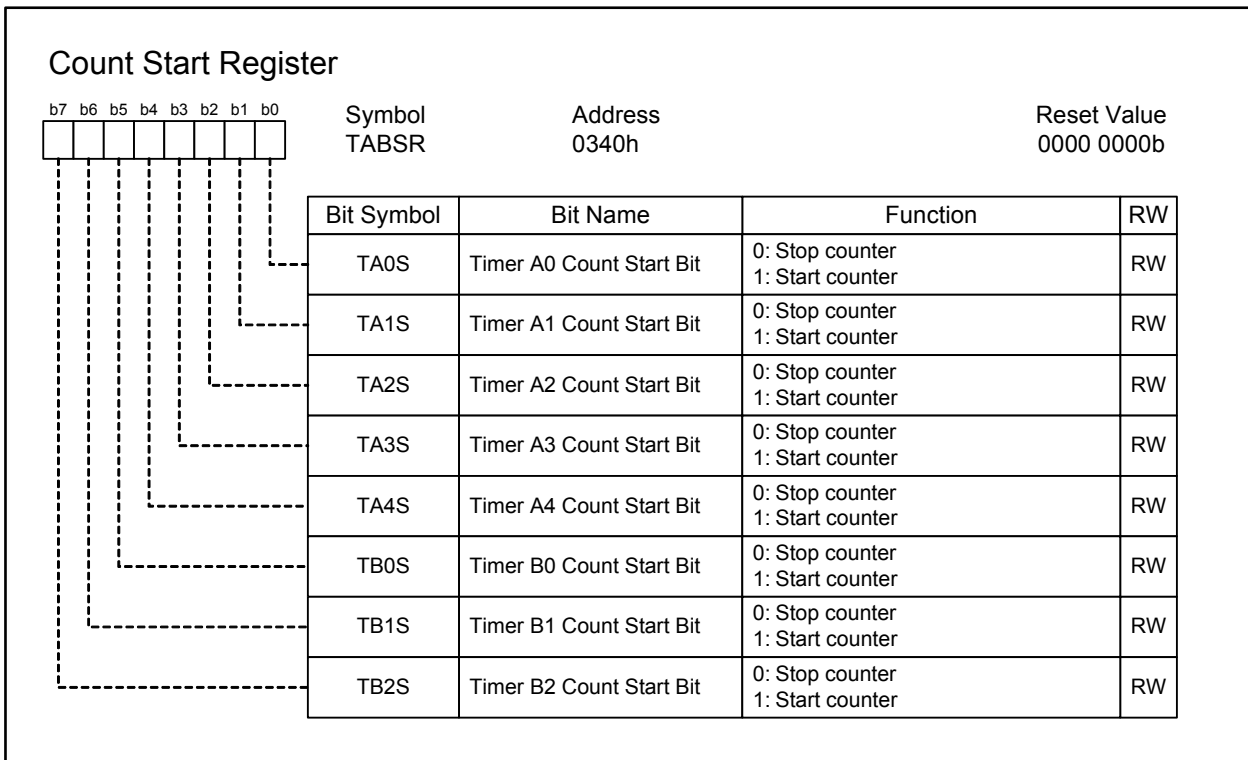 Count Start Register
b7 b6 b5 b4 b3 b2 b1 b0
Symbol Address Reset Value
TABSR 0340h 0000 0000b
Bit Symbol Bit Name Function RW
TA0S Timer A0 Count Start Bit 0: Stop counter
1: Start counter RW
TA1S Timer A1 Count Start Bit 0: Stop counter
1: Start counter RW
TA2S Timer A2 Count Start Bit 0: Stop counter
1: Start counter RW
TA3S Timer A3 Count Start Bit 0: Stop counter
1: Start counter RW
TA4S Timer A4 Count Start Bit 0: Stop counter
1: Start counter RW
TB0S Timer B0 Count Start Bit 0: Stop counter
1: Start counter RW
TB1S Timer B1 Count Start Bit 0: Stop counter
1: Start counter RW
TB2S Timer B2 Count Start Bit 0: Stop counter
1: Start counter RW